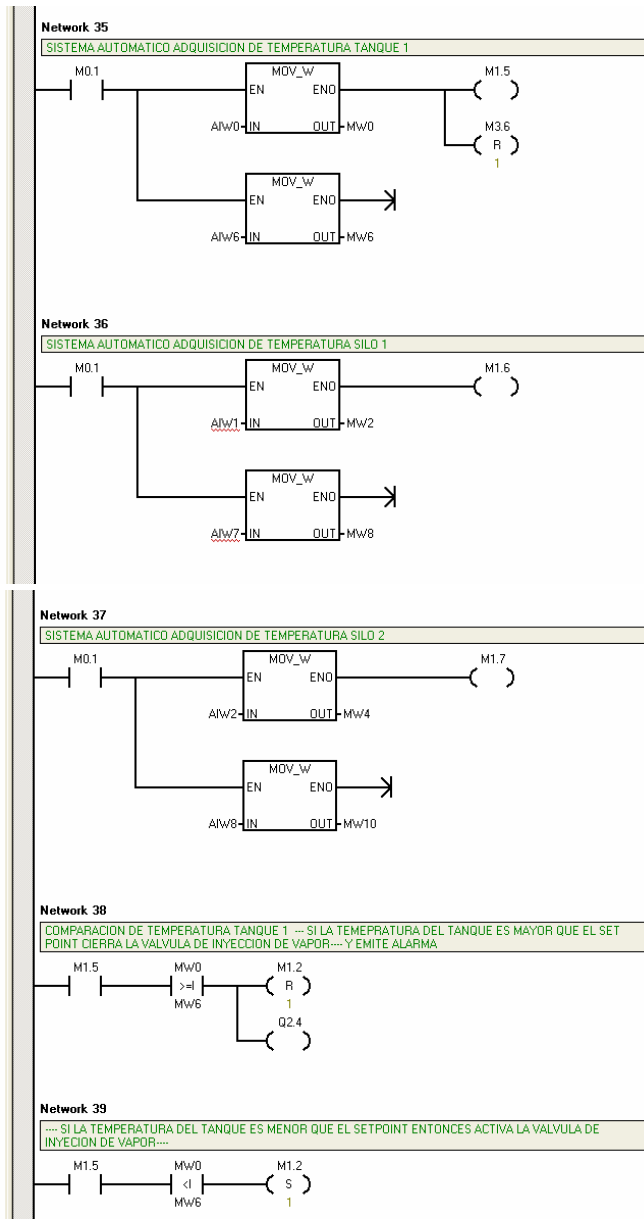 Network 35
SISTEMA AUTOMATICO ADQUISICION DE TEMPERATURA TANQUE 1
M0.1 MOV_W M1.5
EN ENO
AIW0 IN OUT MW0 M3.6
R
1
MOV_W
EN ENO
AIW6 IN OUT MW6
Network 36
SISTEMA AUTOMATICO ADQUISICION DE TEMPERATURA SILO 1
M0.1 MOV_W M1.6
EN ENO
AIW1 IN OUT MW2
MOV_W
EN ENO
AIW7 IN OUT MW8
Network 37
SISTEMA AUTOMATICO ADQUISICION DE TEMPERATURA SILO 2
M0.1 MOV_W M1.7
EN ENO
AIW2 IN OUT MW4
MOV_W
EN ENO
AIW8 IN OUT MW10
Network 38
COMPARACION DE TEMPERATURA TANQUE 1 --- SI LA TEMEPRATURA DEL TANQUE ES MAYOR QUE EL SET
POINT CIERRA LA VALVULA DE INYECCION DE VAPOR---- Y EMITE ALARMA
M1.5 MW0 M1.2
>=I R
MW6 1
Q2.4
Network 39
---- SI LA TEMPERATURA DEL TANQUE ES MENOR QUE EL SETPOINT ENTONCES ACTIVA LA VALVULA DE
INYECION DE VAPOR----
M1.5 MW0 M1.2
<I S
MW6 1